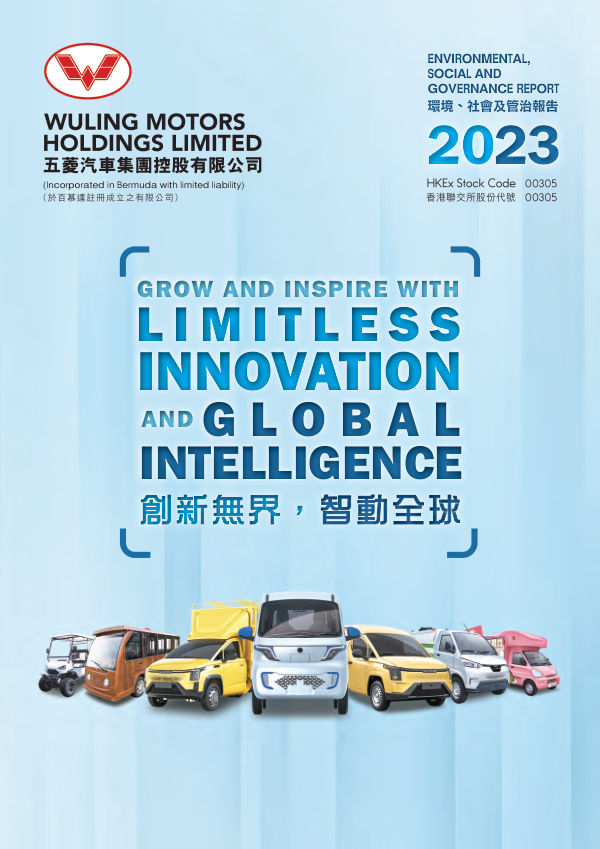 WULING MOTORS
HOLDINGS LIMITED
五菱汽車集團控股有限公司
(Incorporated in Bermuda with limited liability)
（於百慕達註冊成立之有限公司）
ENVIRONMENTAL,
SOCIAL AND
GOVERNANCE REPORT
環境、社會及管治報告
2023
HKEx Stock Code 00305
香港聯交所股份代號 00305
GROW AND INSPIRE WITH
LIMITLESS
INNOVATION
AND GLOBAL
INTELLIGENCE
創新無界，智動全球